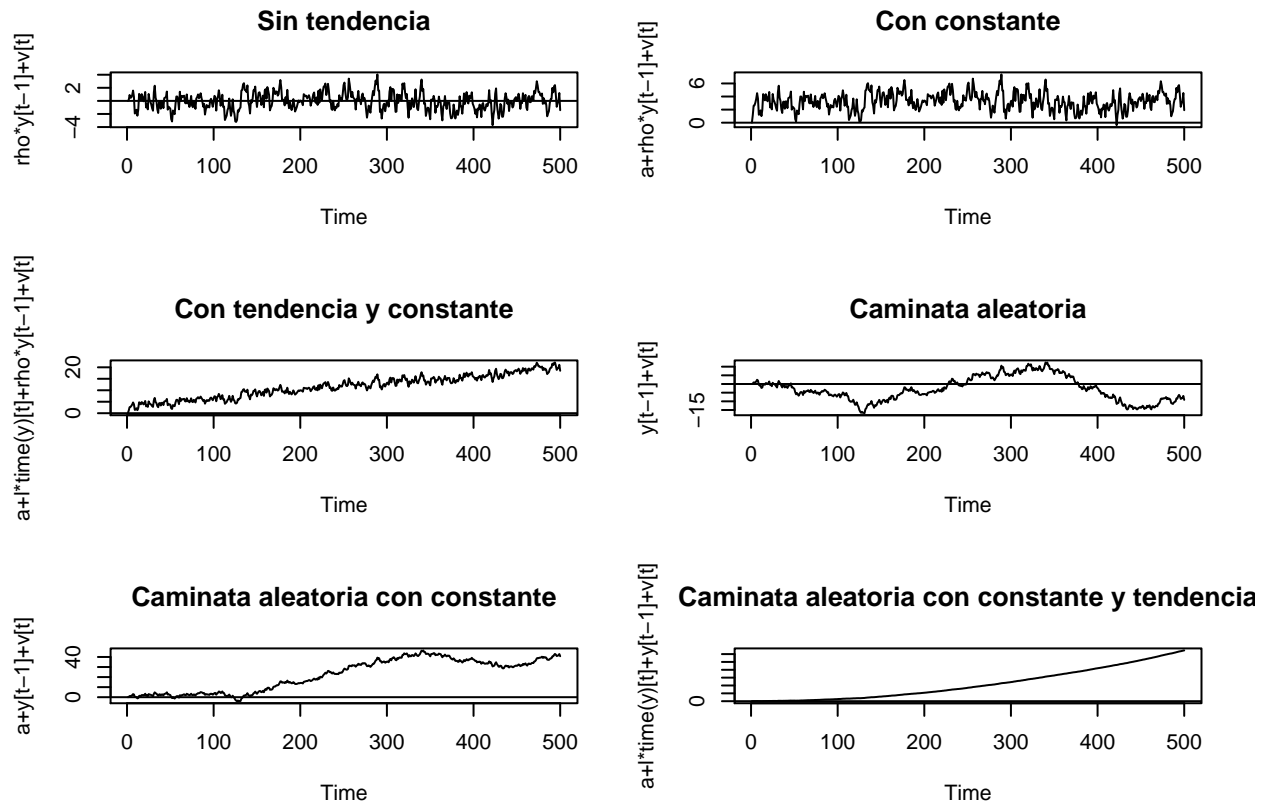 Sin tendencia
rho*y[t−1]+v[t]
2
−4
0 100 200 300 400 500
Time
Con constante
a+rho*y[t−1]+v[t]
6
0
0 100 200 300 400 500
Time
Con tendencia y constante
a+l*time(y)[t]+rho*y[t−1]+v[t]
20
0
0 100 200 300 400 500
Time
Caminata aleatoria
y[t−1]+v[t]
−15
0 100 200 300 400 500
Time
Caminata aleatoria con constante
a+y[t−1]+v[t]
40
0
0 100 200 300 400 500
Time
Caminata aleatoria con constante y tendencia
a+l*time(y)[t]+y[t−1]+v[t]
0
0 100 200 300 400 500
Time